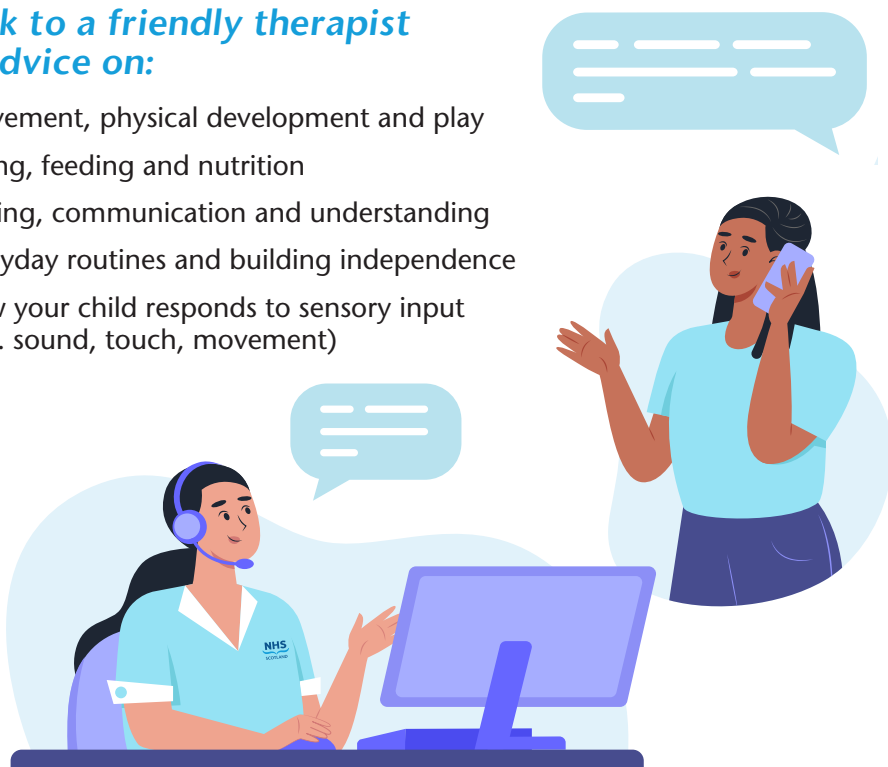 k to a friendly therapist
dvice on:
vement, physical development and play
ng, feeding and nutrition
ing, communication and understanding
yday routines and building independence
v your child responds to sensory input
. sound, touch, movement)
NHS
SCOTLAND